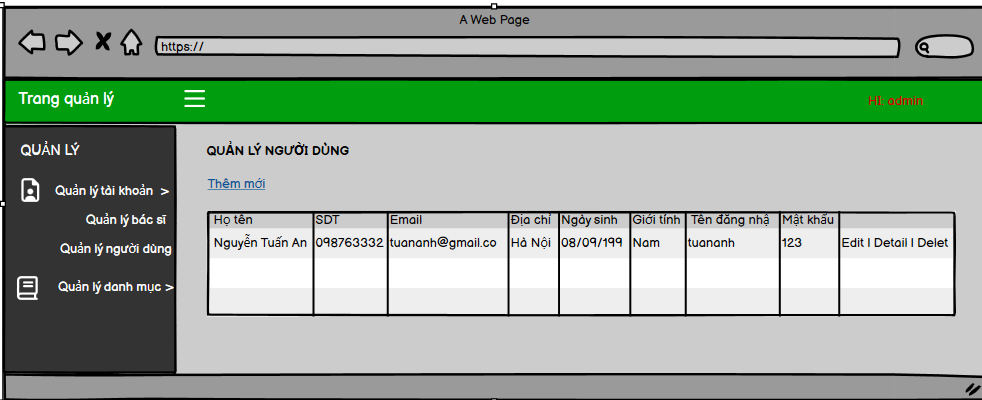 A Web Page
https://
Trang quản lý
Hi, admin
QUẢN LÝ
Quản lý tài khoản >
Quản lý bác sĩ
Quản lý người dùng
Quản lý danh mục >
QUẢN LÝ NGƯỜI DÙNG
Thêm mới
Họ tên SDT Email Địa chỉ Ngày sinh Giới tính Tên đăng nhậ Mật khẩu
Nguyễn Tuấn An 098763332 tuananh@gmail.co Hà Nội 08/09/199 Nam tuananh 123 Edit | Detail | Delet